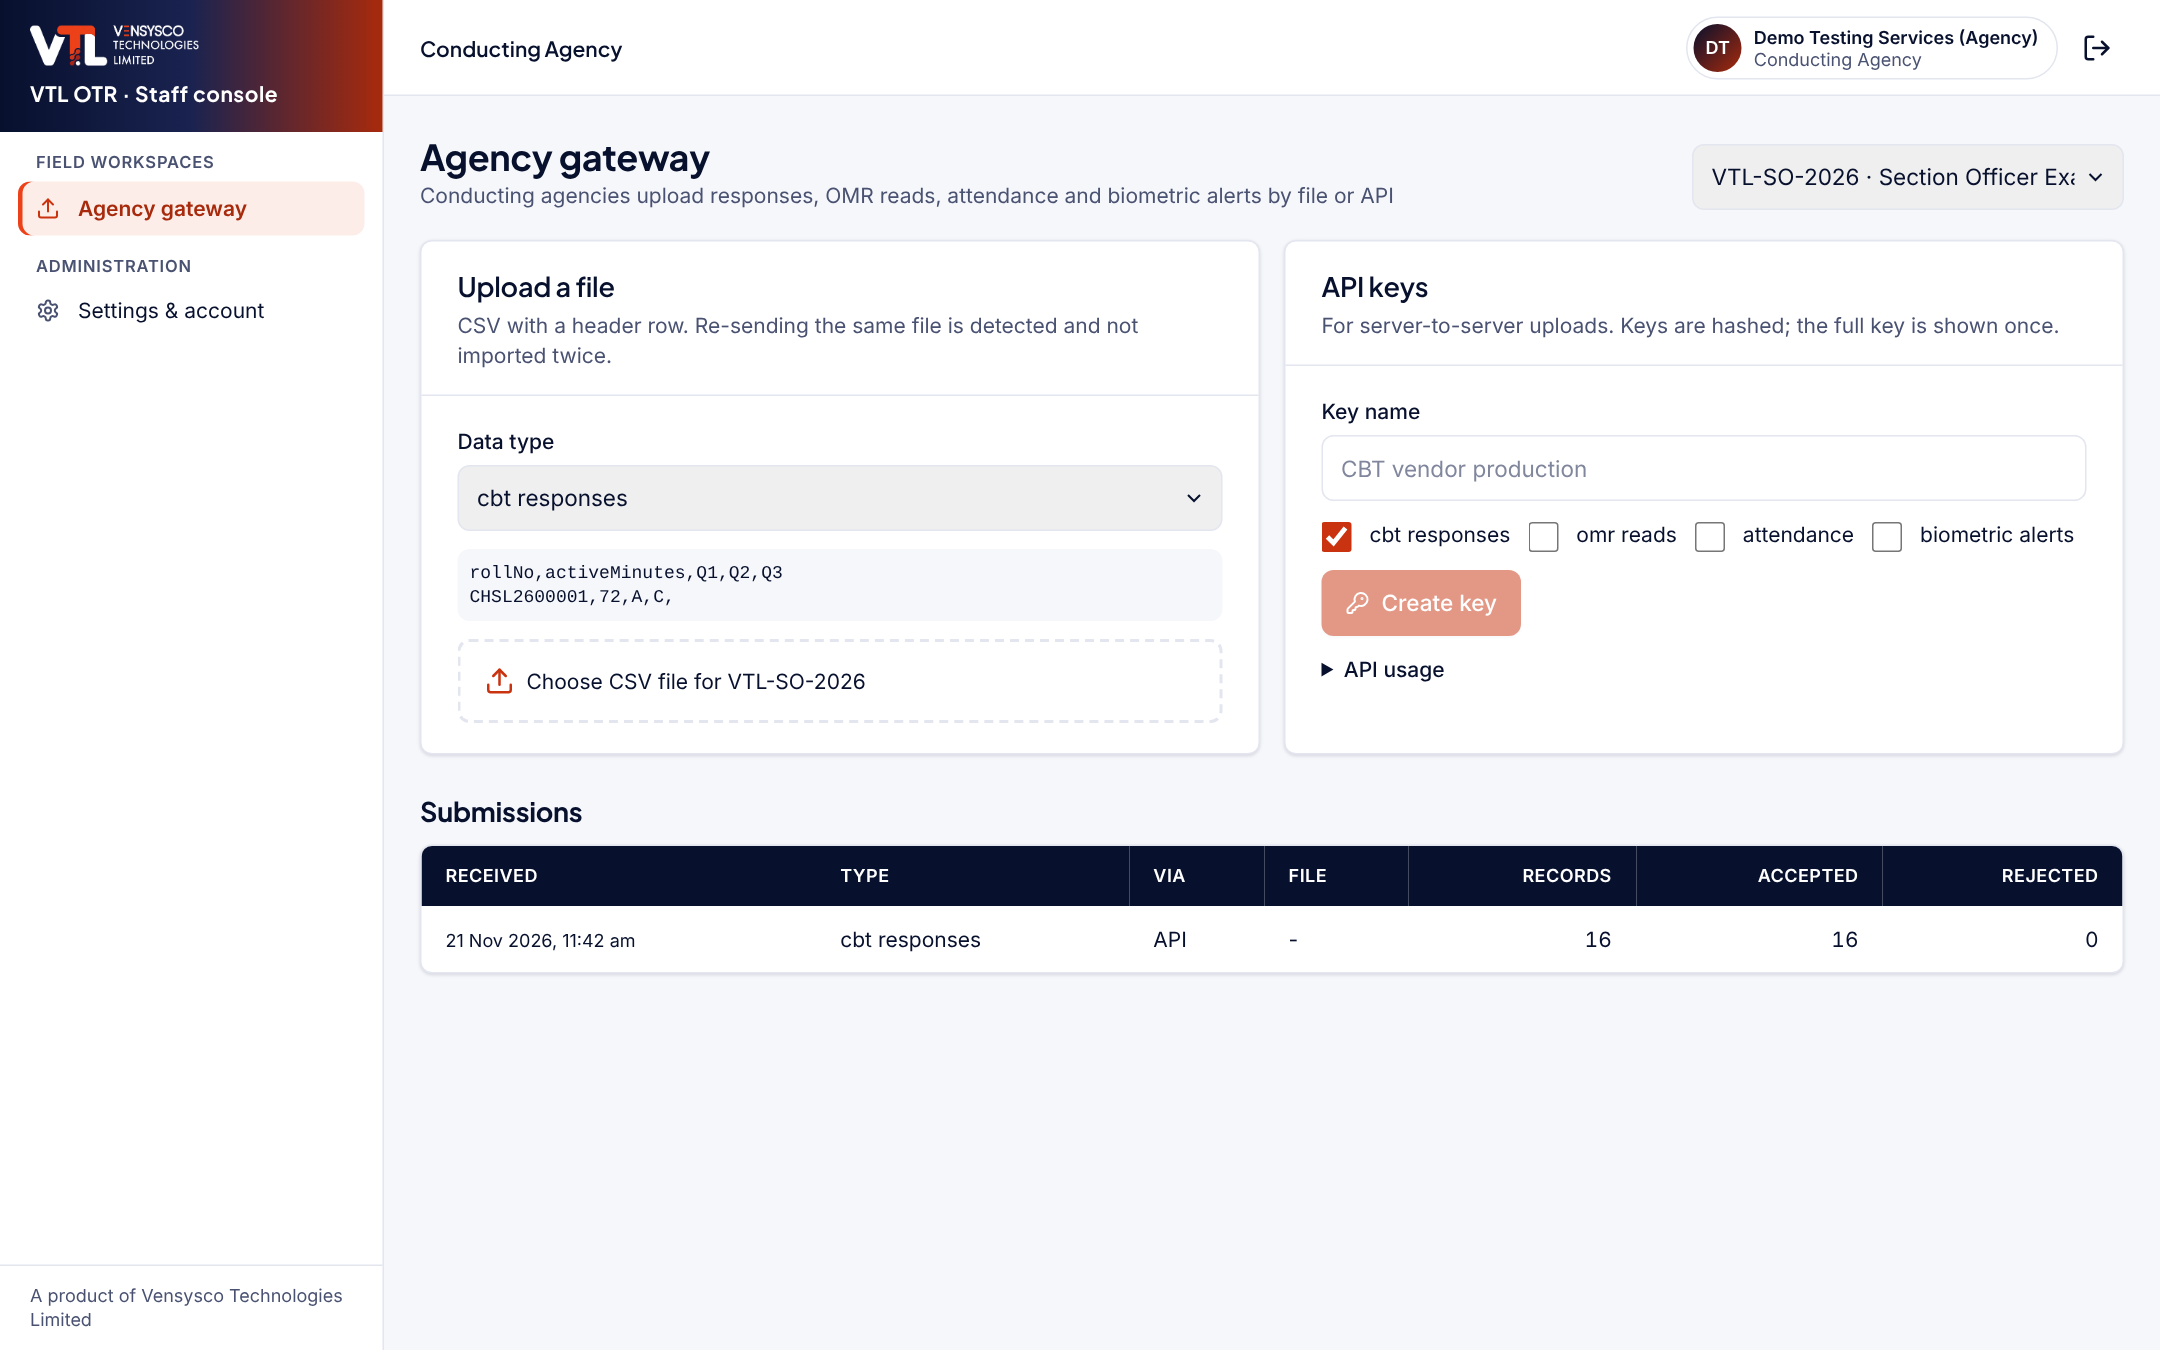 VTL VENSYSCO
TECHNOLOGIES
LIMITED
VTL OTR · Staff console
FIELD WORKSPACES
Agency gateway
ADMINISTRATION
Settings & account
A product of Vensysco Technologies
Limited
Conducting Agency
DT
Demo Testing Services (Agency)
Conducting Agency
Agency gateway
Conducting agencies upload responses, OMR reads, attendance and biometric alerts by file or API
VTL-SO-2026 · Section Officer Exa
Upload a file
CSV with a header row. Re-sending the same file is detected and not
imported twice.
Data type
cbt responses
rollNo,activeMinutes,Q1,Q2,Q3
CHSL2600001,72,A,C,
Choose CSV file for VTL-SO-2026
API keys
For server-to-server uploads. Keys are hashed; the full key is shown once.
Key name
CBT vendor production
cbt responses omr reads attendance biometric alerts
Create key
API usage
Submissions
RECEIVED TYPE VIA FILE RECORDS ACCEPTED REJECTED
21 Nov 2026, 11:42 am cbt responses API - 16 16 0